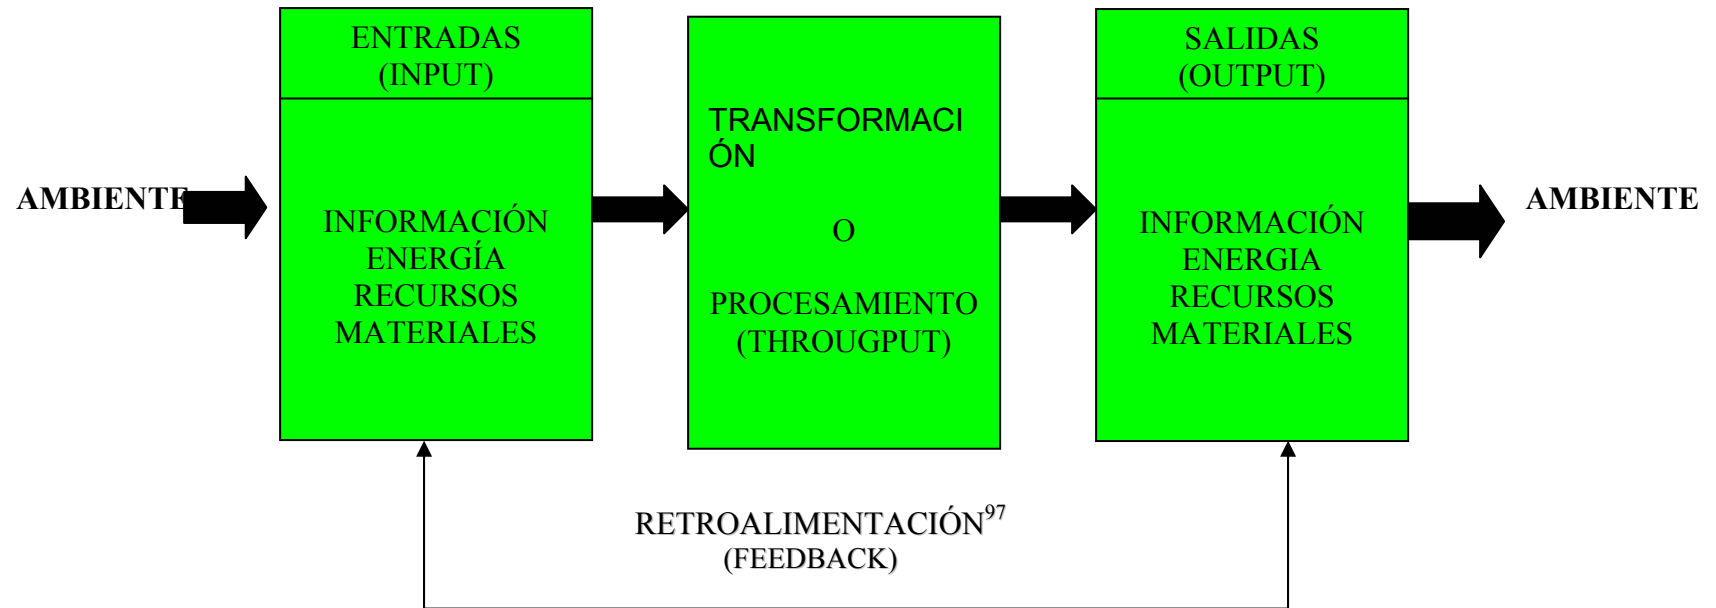 AMBIENTE
ENTRADAS
(INPUT)
INFORMACIÓN
ENERGÍA
RECURSOS
MATERIALES
TRANSFORMACI
ÓN
O
PROCESAMIENTO
(THROUGPUT)
SALIDAS
(OUTPUT)
INFORMACIÓN
ENERGIA
RECURSOS
MATERIALES
AMBIENTE
RETROALIMENTACIÓN97
(FEEDBACK)